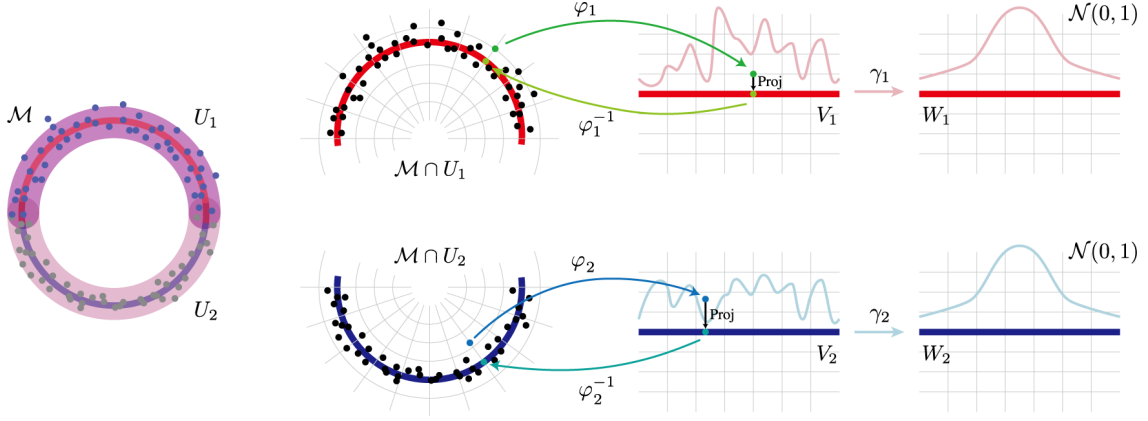 M
U₁
U₂
φ₁
φ₁⁻¹
M ∩ U₁
Proj
V₁
γ₁
N(0, 1)
W₁
M ∩ U₂
φ₂
φ₂⁻¹
Proj
V₂
γ₂
N(0, 1)
W₂